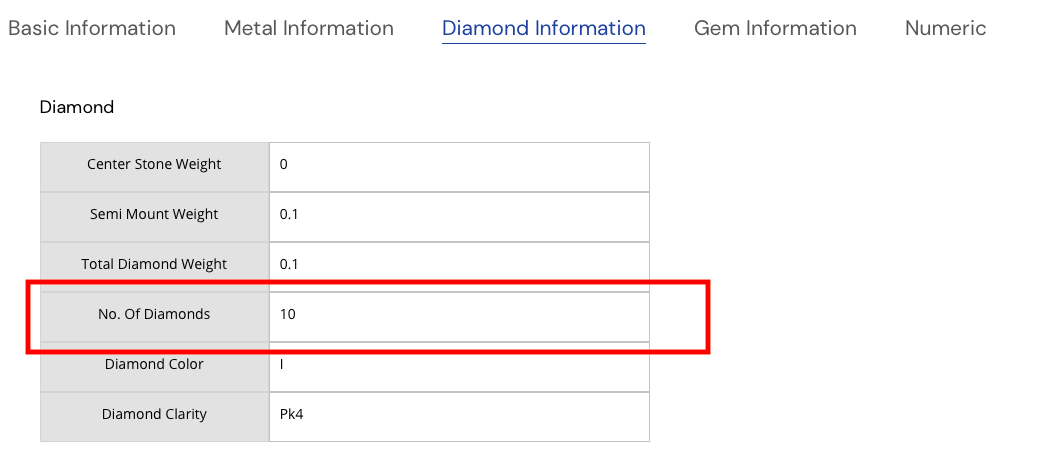 Basic Information Metal Information Diamond Information Gem Information Numeric
Diamond
Center Stone Weight 0
Semi Mount Weight 0.1
Total Diamond Weight 0.1
No. Of Diamonds 10
Diamond Color I
Diamond Clarity Pk4